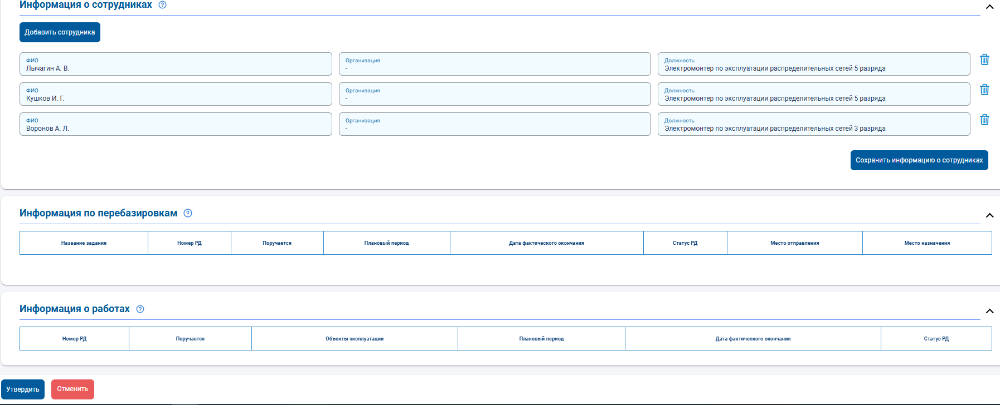 Информация о сотрудниках
Добавить сотрудника
ФИО Организация Должность
Лычагин А. В. - Электромонтер по эксплуатации распределительных сетей 5 разряда
ФИО Организация Должность
Кушков И. Г. - Электромонтер по эксплуатации распределительных сетей 5 разряда
ФИО Организация Должность
Воронов А. Л. - Электромонтер по эксплуатации распределительных сетей 3 разряда
Сохранить информацию о сотрудниках
Информация по перебазировкам
Название задания Номер РД Поручается Плановый период Дата фактического окончания Статус РД Место отправления Место назначения
Информация о работах
Номер РД Поручается Объекты эксплуатации Плановый период Дата фактического окончания Статус РД
Утвердить Отменить